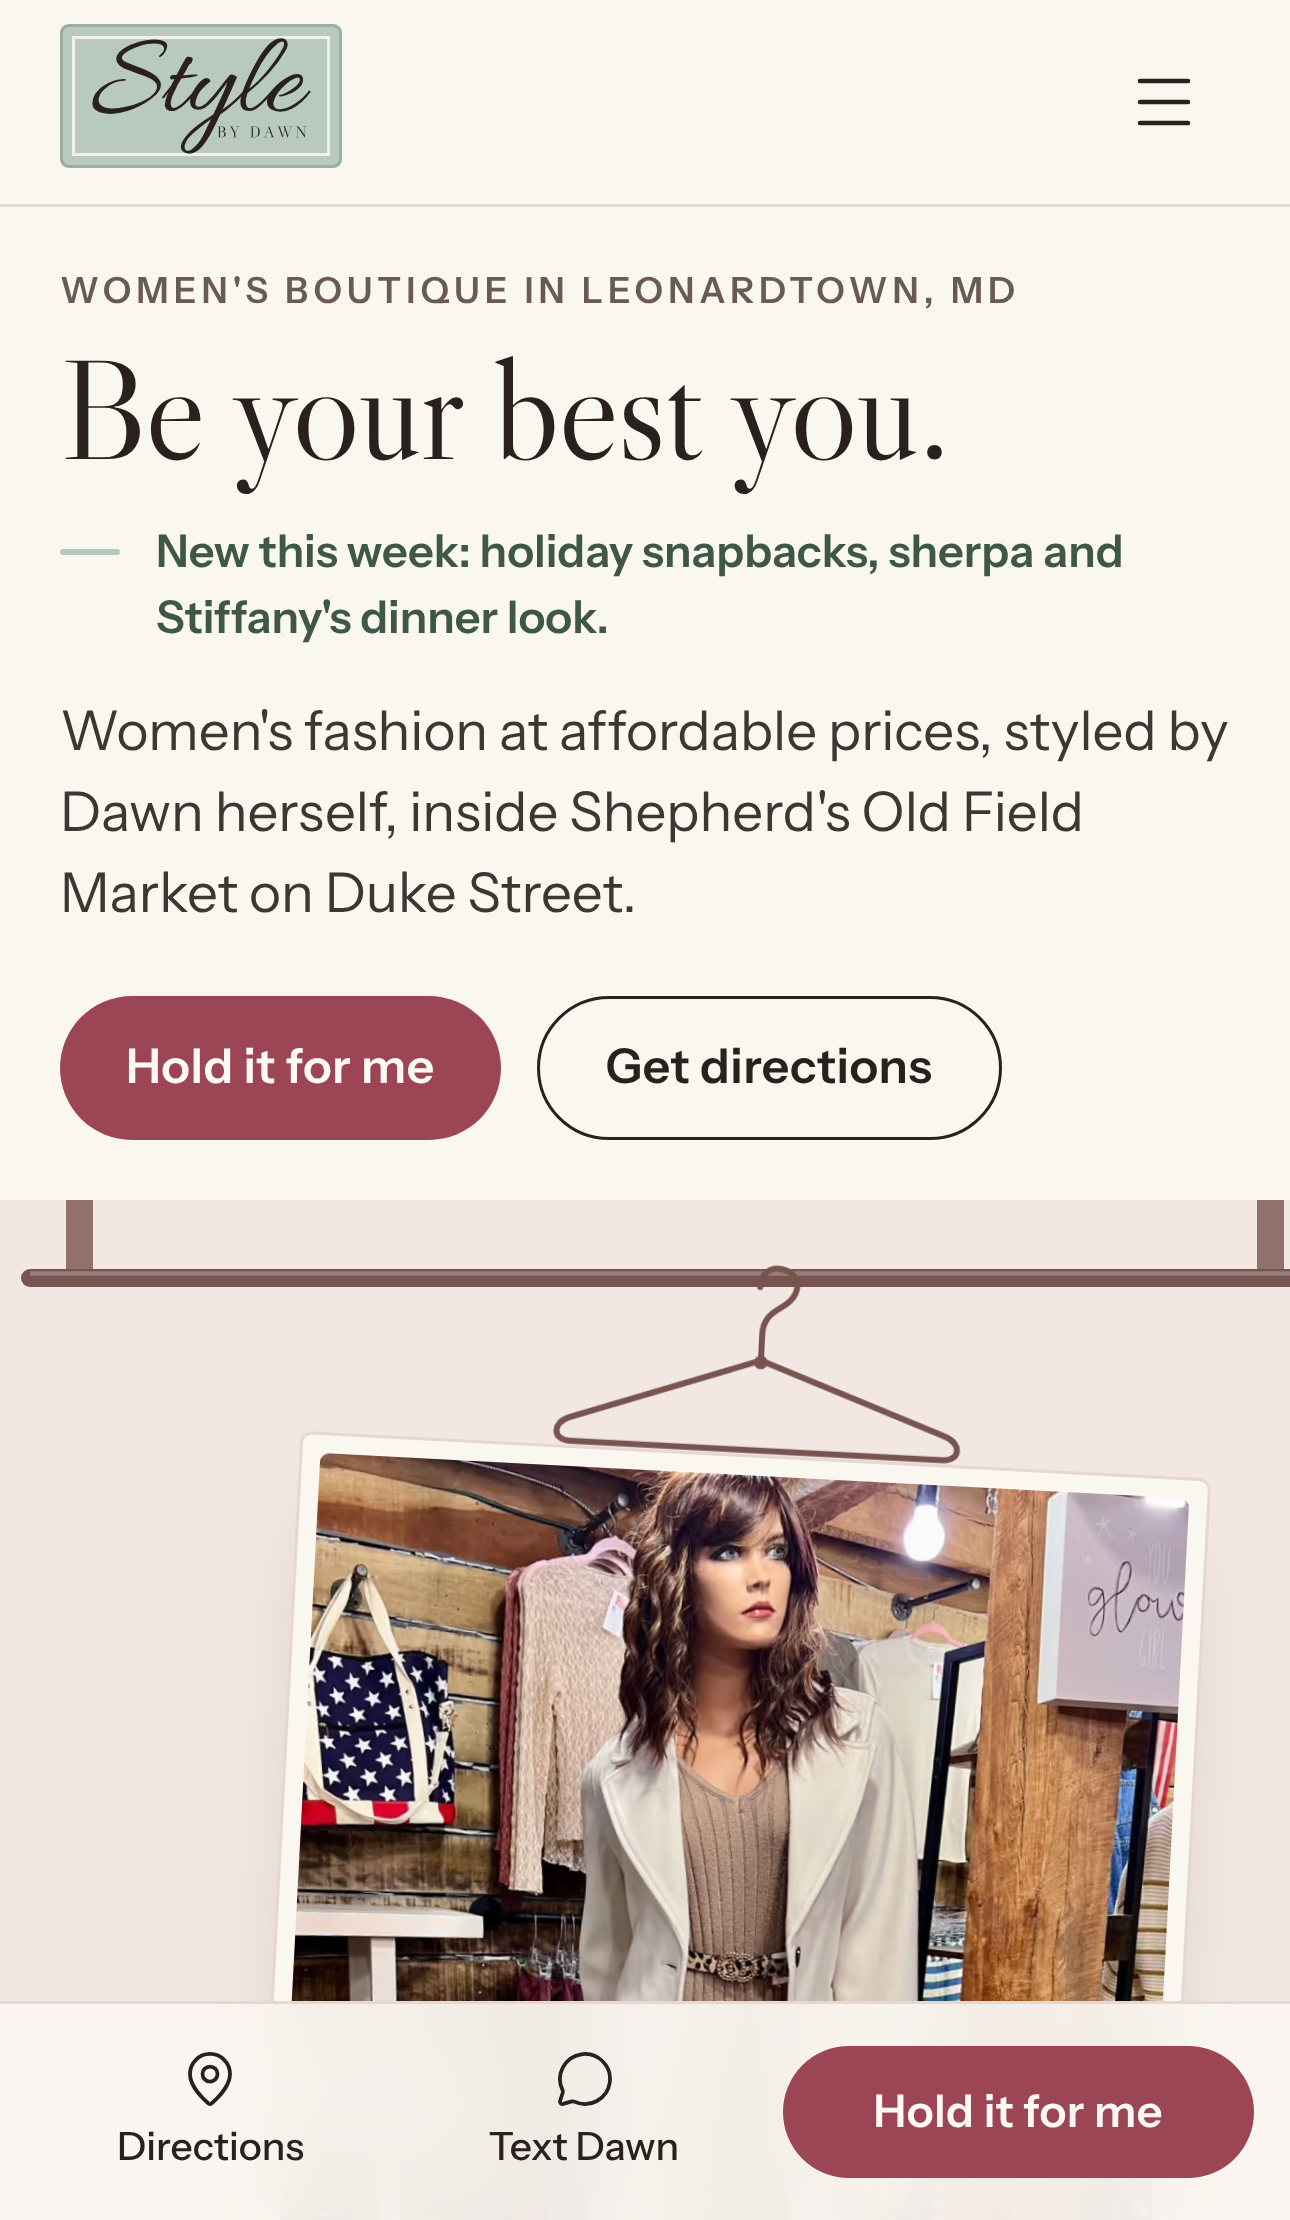 Style
BY DAWN
WOMEN'S BOUTIQUE IN LEONARDTOWN, MD
Be your best you.
New this week: holiday snapbacks, sherpa and
Stiffany's dinner look.
Women's fashion at affordable prices, styled by
Dawn herself, inside Shepherd's Old Field
Market on Duke Street.
Hold it for me
Get directions
YOU
glow
GIRL
Directions
Text Dawn
Hold it for me